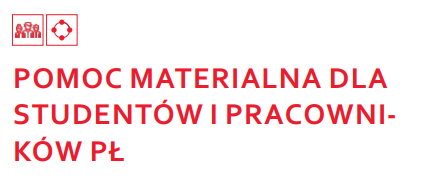 POMOC MATERIALNA DLA
STUDENTÓW I PRACOWNI-
KÓW PŁ